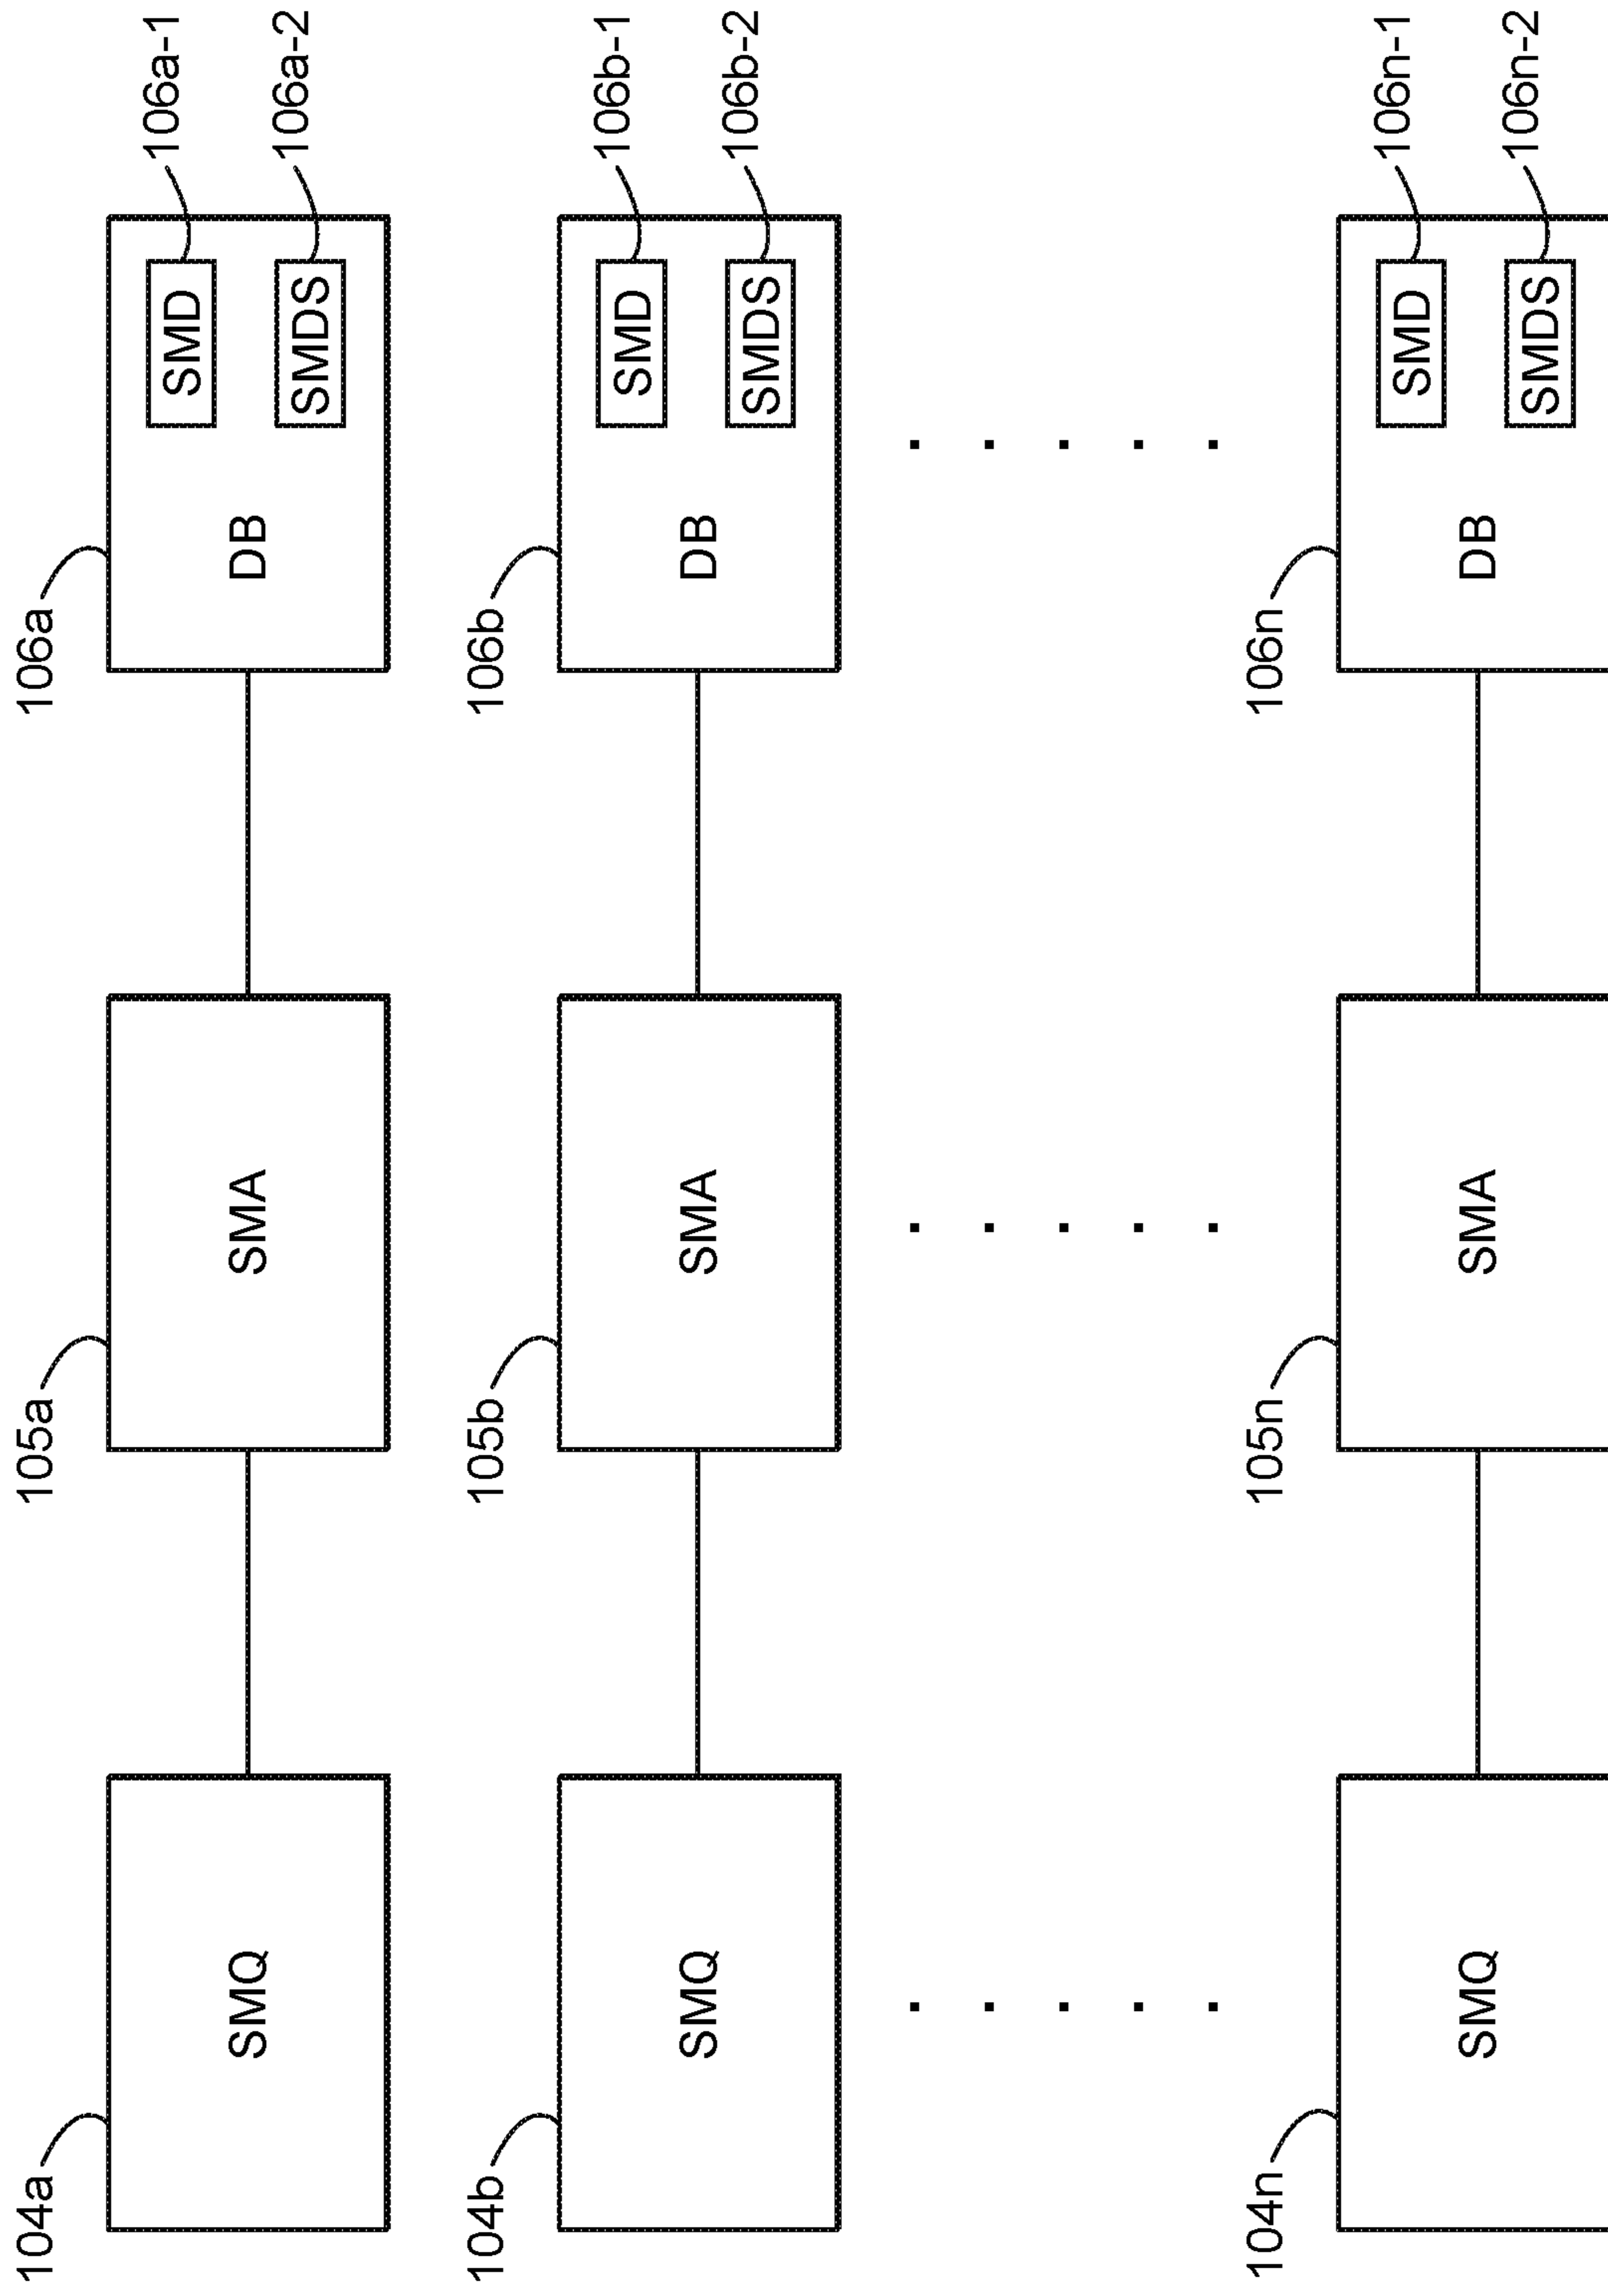 104a
SMQ
105a
SMA
106a
DB
SMD
106a-1
SMDS
106a-2
104b
SMQ
105b
SMA
106b
DB
SMD
106b-1
SMDS
106b-2
104n
SMQ
105n
SMA
106n
DB
SMD
106n-1
SMDS
106n-2